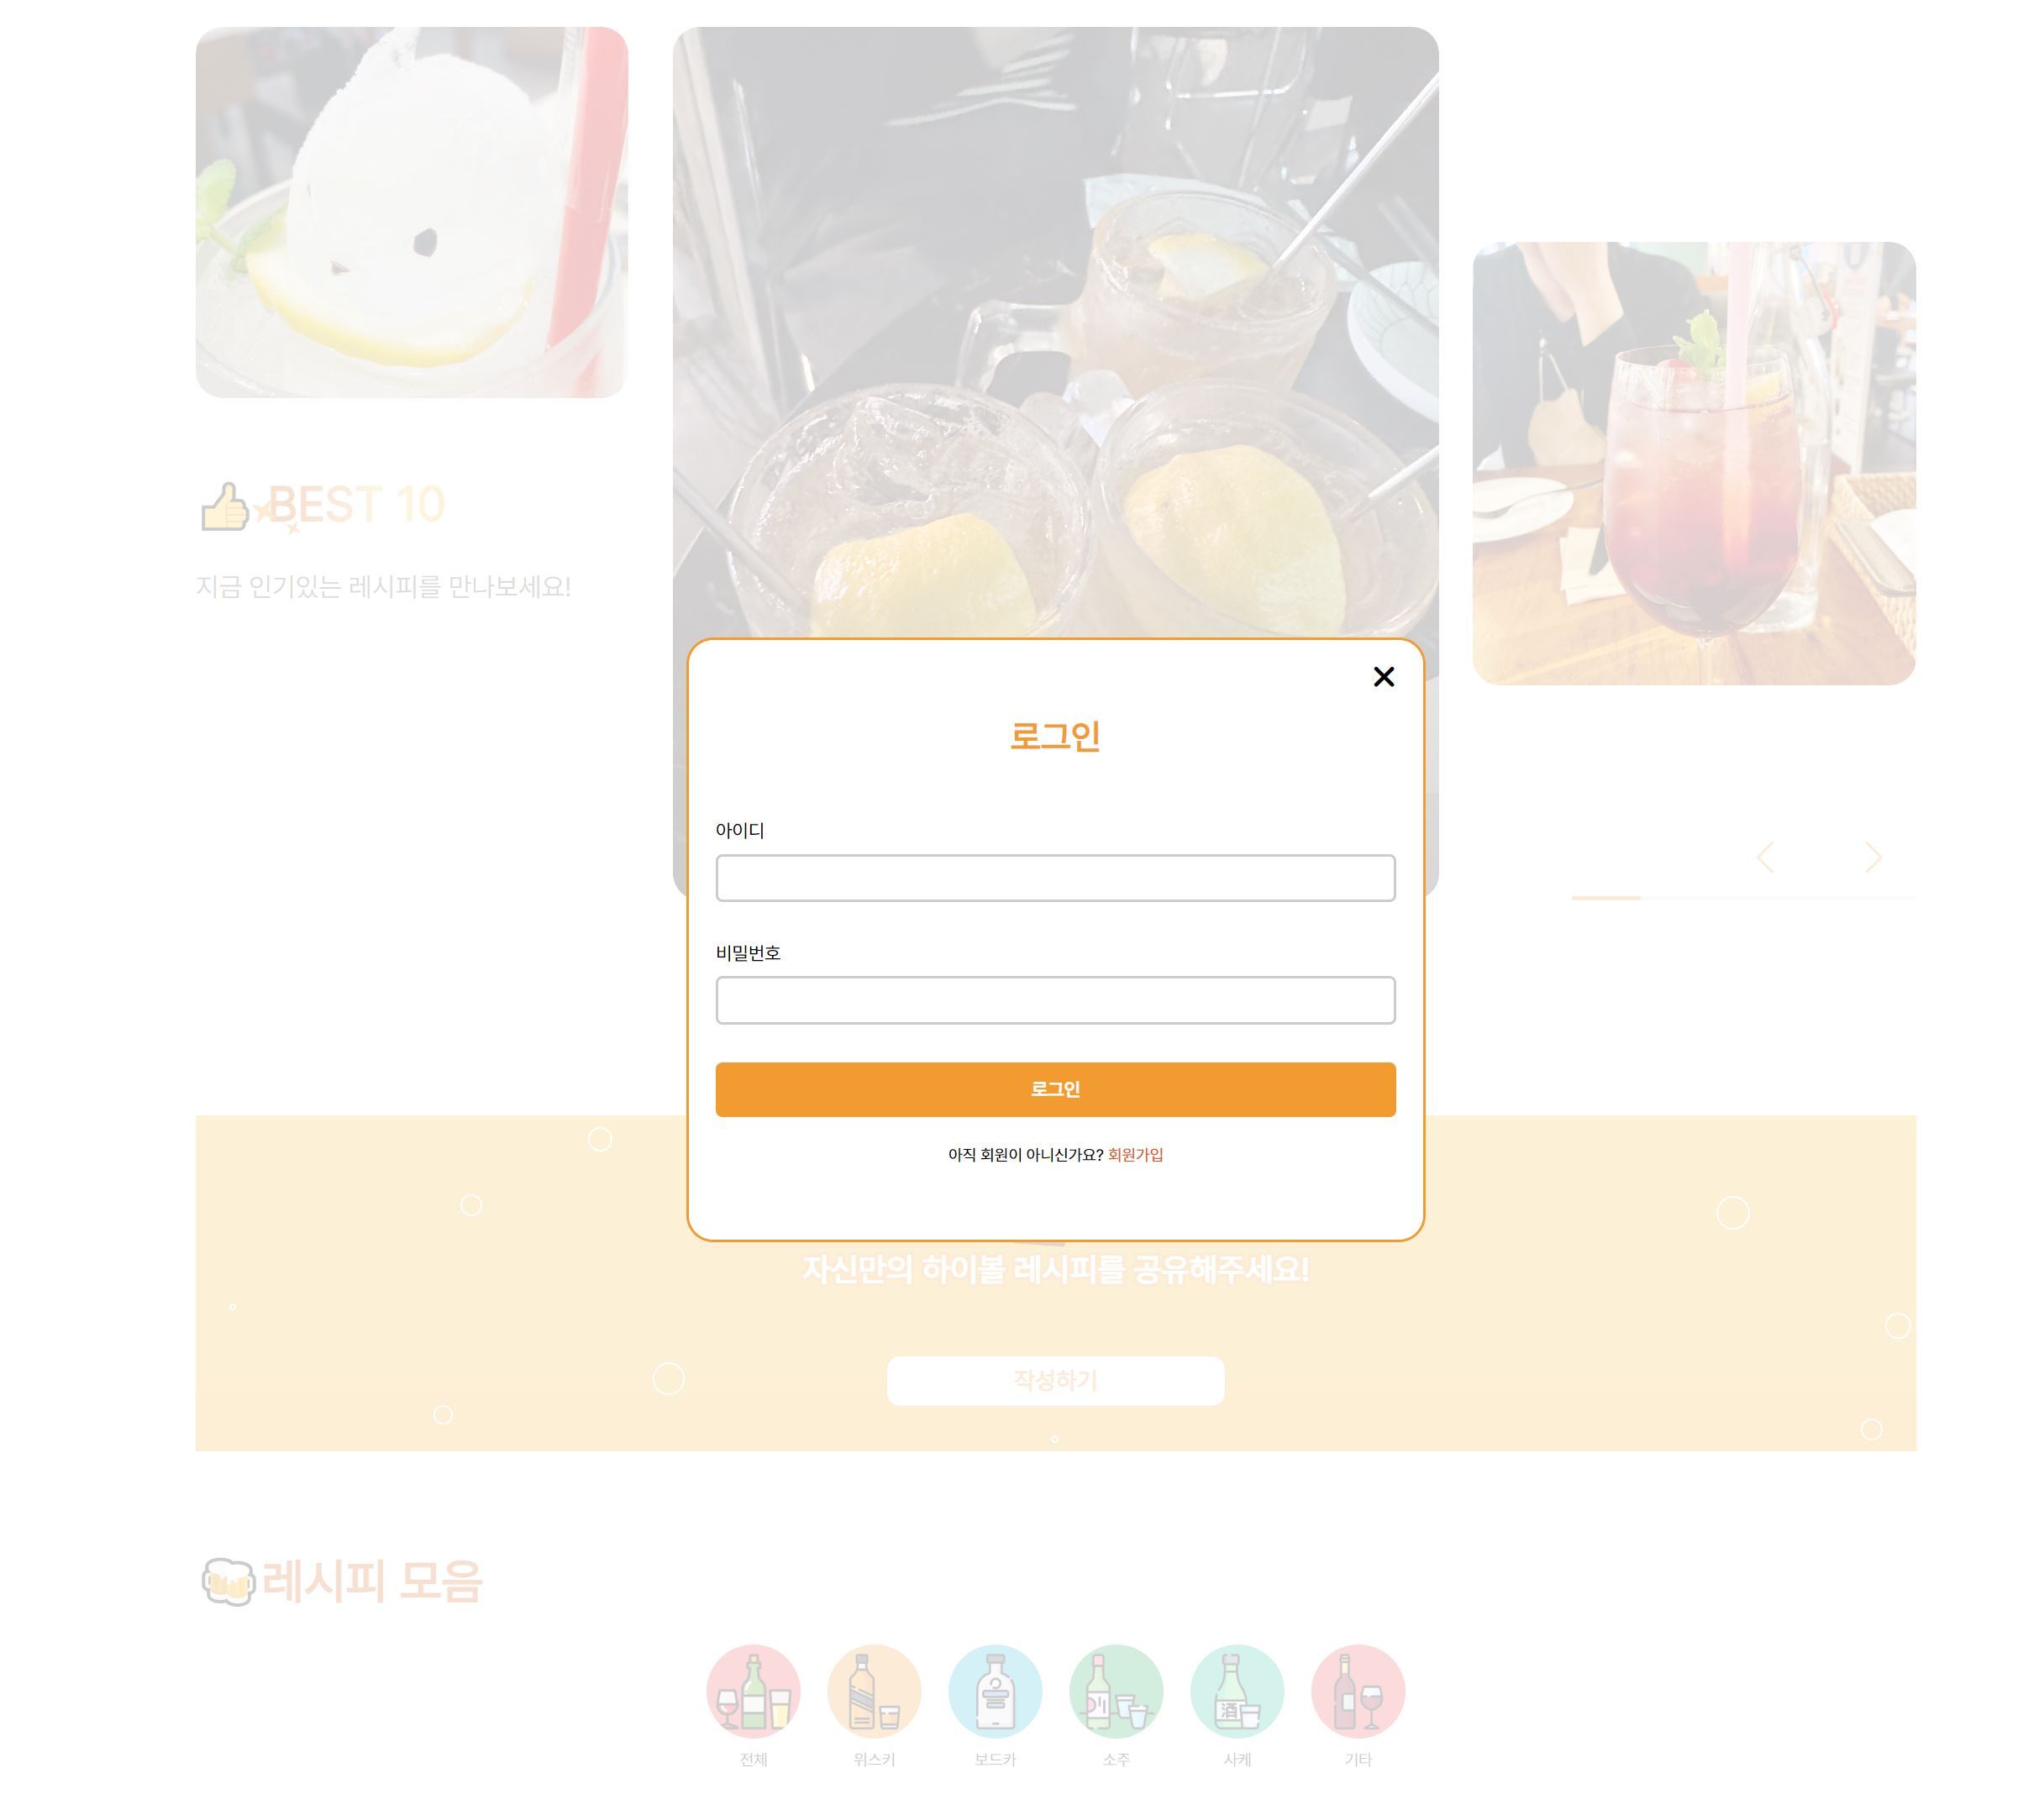 BEST 10
지금 인기있는 레시피를 만나보세요!
로그인
아이디
비밀번호
로그인
아직 회원이 아니신가요? 회원가입
자신만의 하이볼 레시피를 공유해주세요!
작성하기
레시피 모음
酒
전체
위스키
보드카
소주
사케
기타